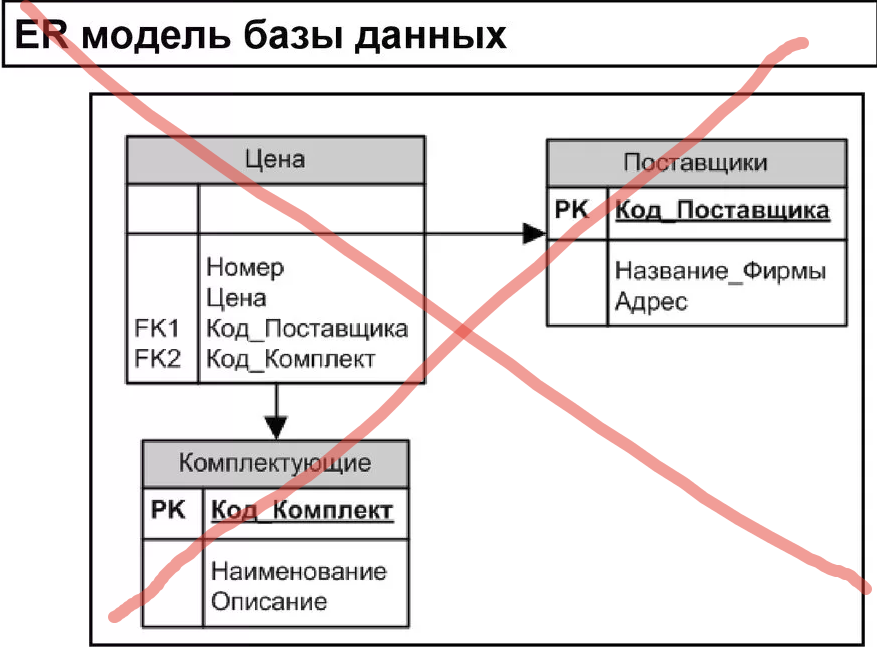 ER модель базы данных
Цена
Номер
Цена
FK1 Код_Поставщика
FK2 Код_Комплект
Поставщики
PK Код_Поставщика
Название_Фирмы
Адрес
Комплектующие
PK Код_Комплект
Наименование
Описание